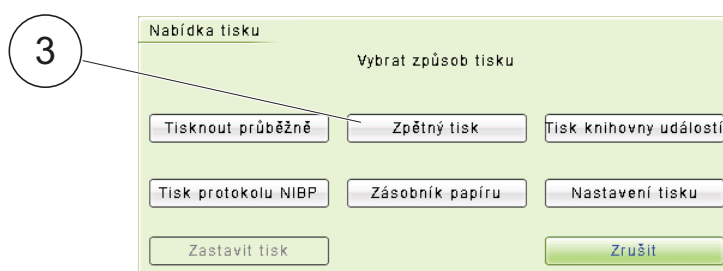 3
Nabídka tisku
Vybrat způsob tisku
Tisknout průběžně
Zpětný tisk
Tisk knihovny událostí
Tisk protokolu NIBP
Zásobník papíru
Nastavení tisku
Zastavit tisk
Zrušit